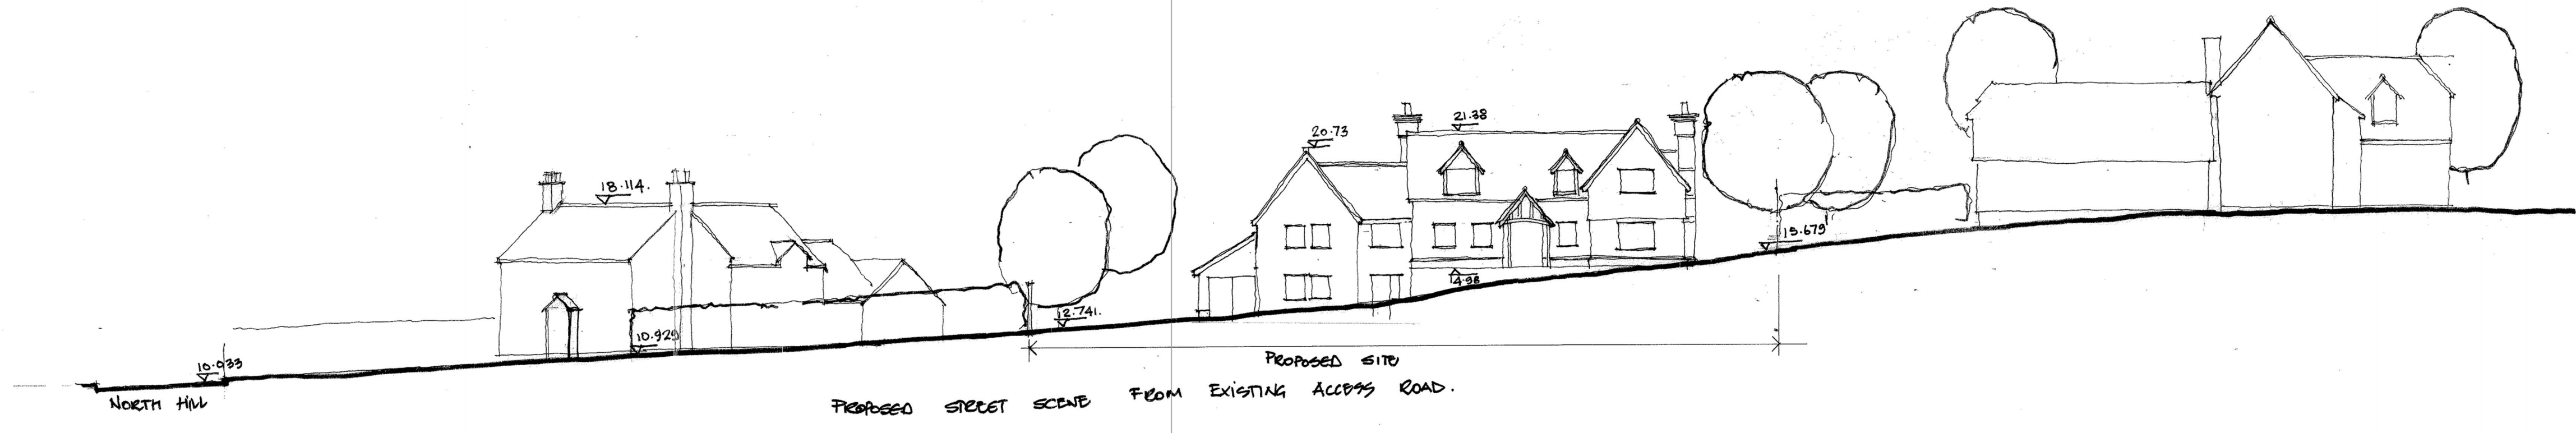 18.114.
20.73
21.38
15.679'
14.98
12.741.
10.929
10.033
NORTH HILL
PROPOSED SITE
PROPOSED STREET SCENE FROM EXISTING ACCESS ROAD.